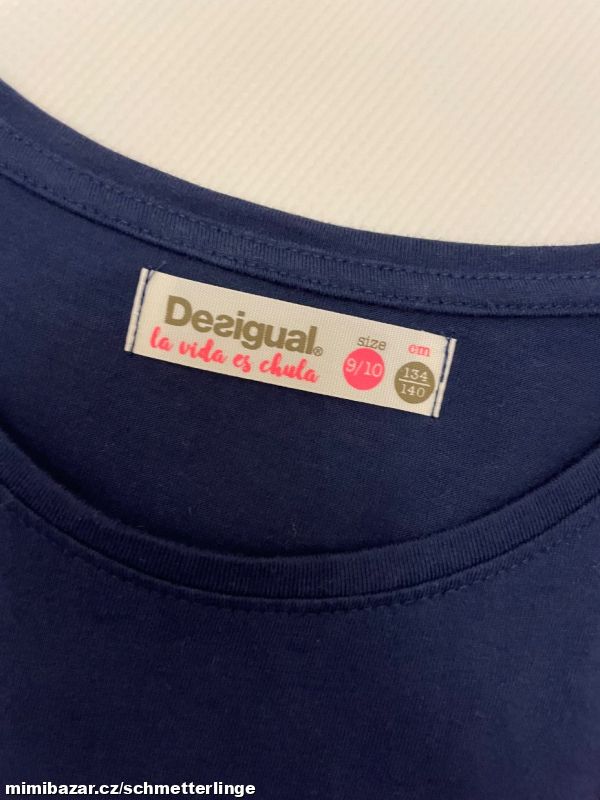 Desigual®
la vida es chula
size
9/10
cm
134
140
mimibazar.cz/schmetterlinge